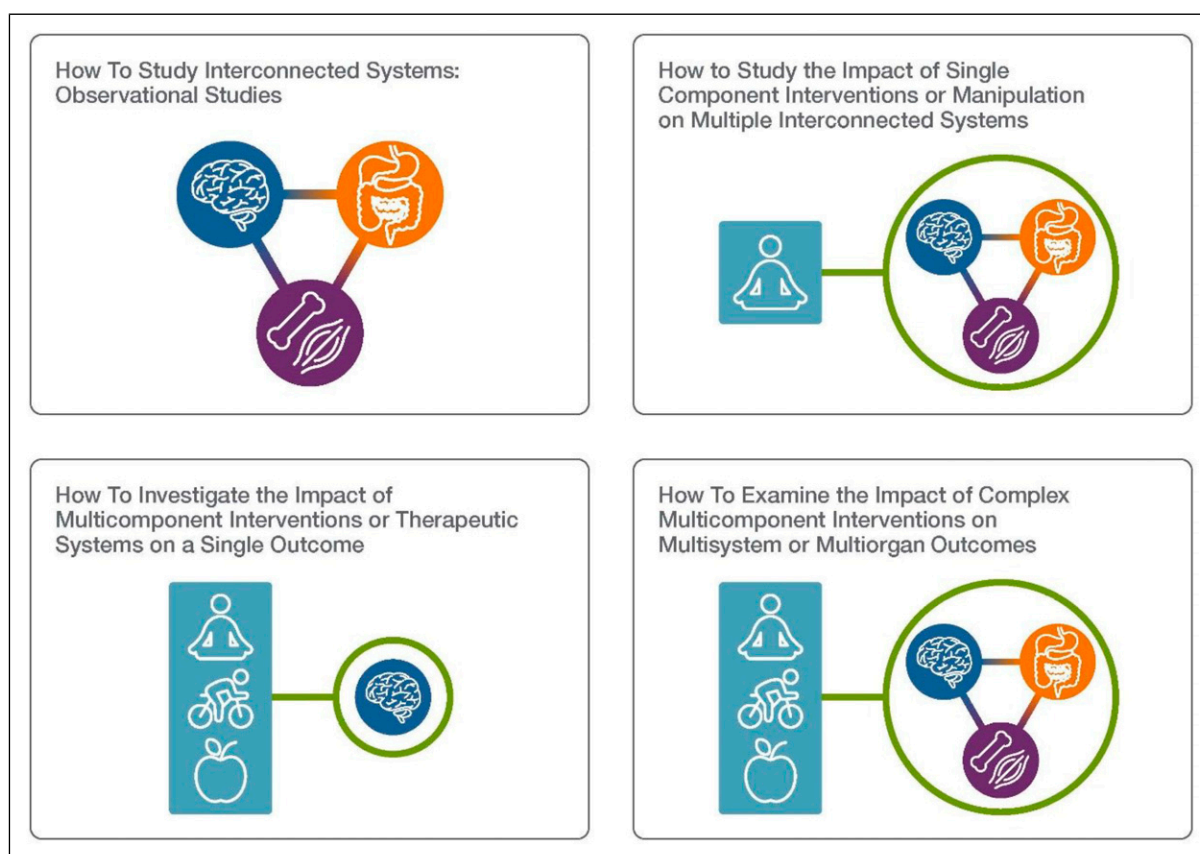 How To Study Interconnected Systems:
Observational Studies
How to Study the Impact of Single
Component Interventions or Manipulation
on Multiple Interconnected Systems
How To Investigate the Impact of
Multicomponent Interventions or Therapeutic
Systems on a Single Outcome
How To Examine the Impact of Complex
Multicomponent Interventions on
Multisystem or Multiorgan Outcomes